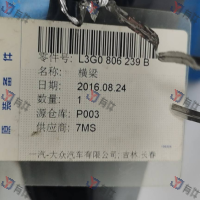 零件号: L3G0 806 239 B
名称: 横梁
日期: 2016.08.24
数量: 1
源仓库: P003
供应商: 7MS
一汽-大众汽车有限公司,吉林.长春